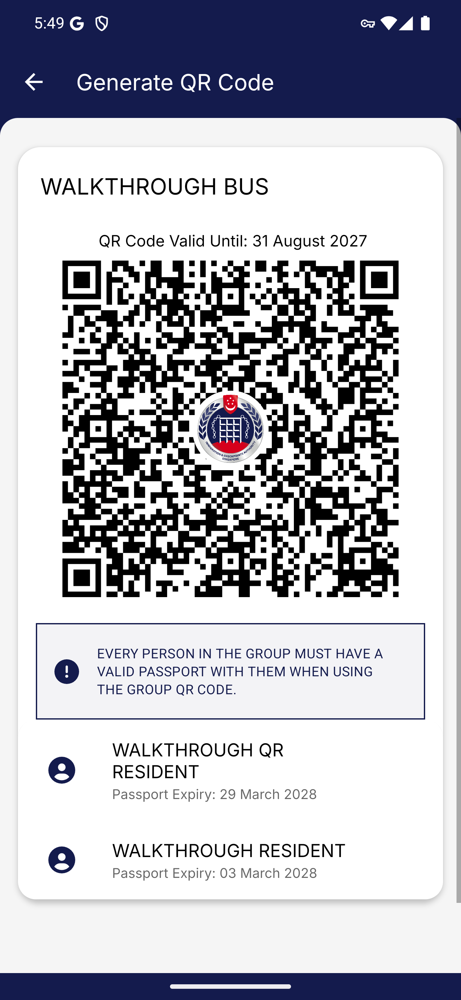 5:49
Generate QR Code
WALKTHROUGH BUS
QR Code Valid Until: 31 August 2027
IMMIGRATION & CHECKPOINTS AUTHORITY
SINGAPORE
EVERY PERSON IN THE GROUP MUST HAVE A
VALID PASSPORT WITH THEM WHEN USING
THE GROUP QR CODE.
WALKTHROUGH QR
RESIDENT
Passport Expiry: 29 March 2028
WALKTHROUGH RESIDENT
Passport Expiry: 03 March 2028